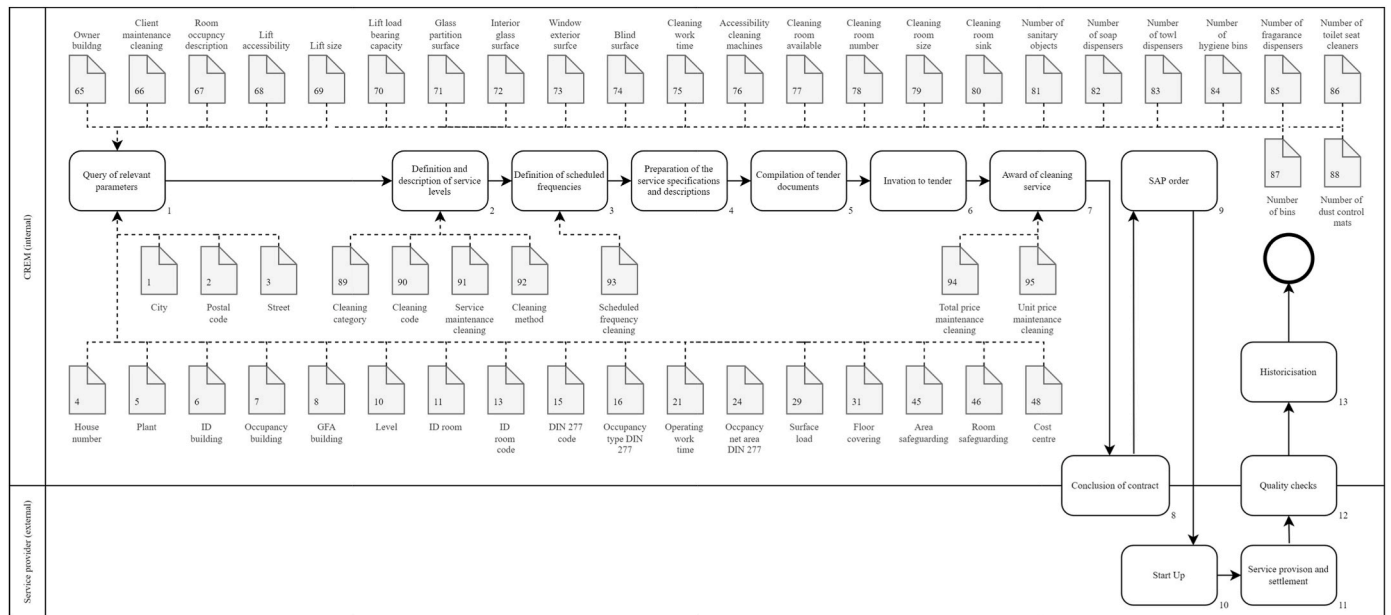 Owner
buildng
Client
maintenance
cleaning
Room
occupncy
description
Lift
accessibility
Lift size
Lift load
bearing
capacity
Glass
partition
surface
Interior
glass
surface
Window
exterior
surfce
Blind
surface
Cleaning
work
time
Accessibility
cleaning
machines
Cleaning
room
available
Cleaning
room
number
Cleaning
room
size
Cleaning
room
sink
Number of
sanitary
objects
Number
of soap
dispensers
Number
of towl
dispensers
Number
of
hygiene bins
Number of
fragarance
dispensers
Number of
toilet seat
cleaners
65
66
67
68
69
70
71
72
73
74
75
76
77
78
79
80
81
82
83
84
85
86
CREM (internal)
Query of relevant
parameters
1
Definition and
description of service
levels
2
Definition of scheduled
frequencies
3
Preparation of the
service specifications
and descriptions
4
Compilation of tender
documents
5
Invation to tender
6
Award of cleaning
service
7
SAP order
9
87
Number
of bins
88
Number of
dust control
mats
1
City
2
Postal
code
3
Street
89
Cleaning
category
90
Cleaning
code
91
Service
maintenance
cleaning
92
Cleaning
method
93
Scheduled
frequency
cleaning
94
Total price
maintenance
cleaning
95
Unit price
maintenance
cleaning
4
House
number
5
Plant
6
ID
building
7
Occupancy
building
8
GFA
building
10
Level
11
ID room
13
ID
room
code
15
DIN 277
code
16
Occupancy
type DIN
277
21
Operating
work
time
24
Occpancy
net area
DIN 277
29
Surface
load
31
Floor
covering
45
Area
safeguarding
46
Room
safeguarding
48
Cost
centre
Historicisation
13
Conclusion of contract
8
Quality checks
12
Service provider (external)
Start Up
10
Service provison and
settlement
11